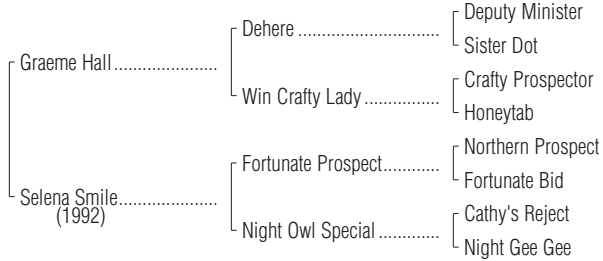 Deputy Minister
Dehere ..............................
Sister Dot
Graeme Hall......................
Crafty Prospector
Win Crafty Lady ................
Honeytab
Northern Prospect
Fortunate Prospect............
Fortunate Bid
Selena Smile.....................
(1992)
Cathy's Reject
Night Owl Special .............
Night Gee Gee